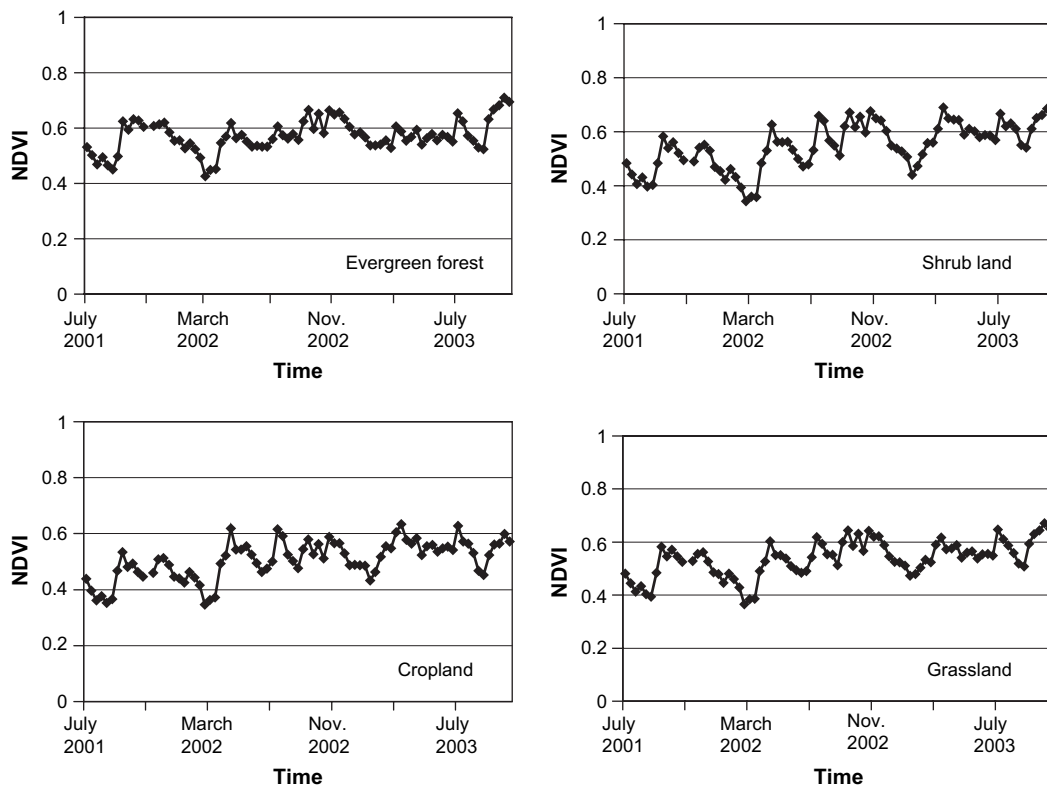 1
0.8
0.6
0.4
0.2
0
NDVI
Evergreen forest
July 2001
March 2002
Nov. 2002
July 2003
Time
1
0.8
0.6
0.4
0.2
0
NDVI
Shrub land
July 2001
March 2002
Nov. 2002
July 2003
Time
1
0.8
0.6
0.4
0.2
0
NDVI
Cropland
July 2001
March 2002
Nov. 2002
July 2003
Time
1
0.8
0.6
0.4
0.2
0
NDVI
Grassland
July 2001
March 2002
Nov. 2002
July 2003
Time